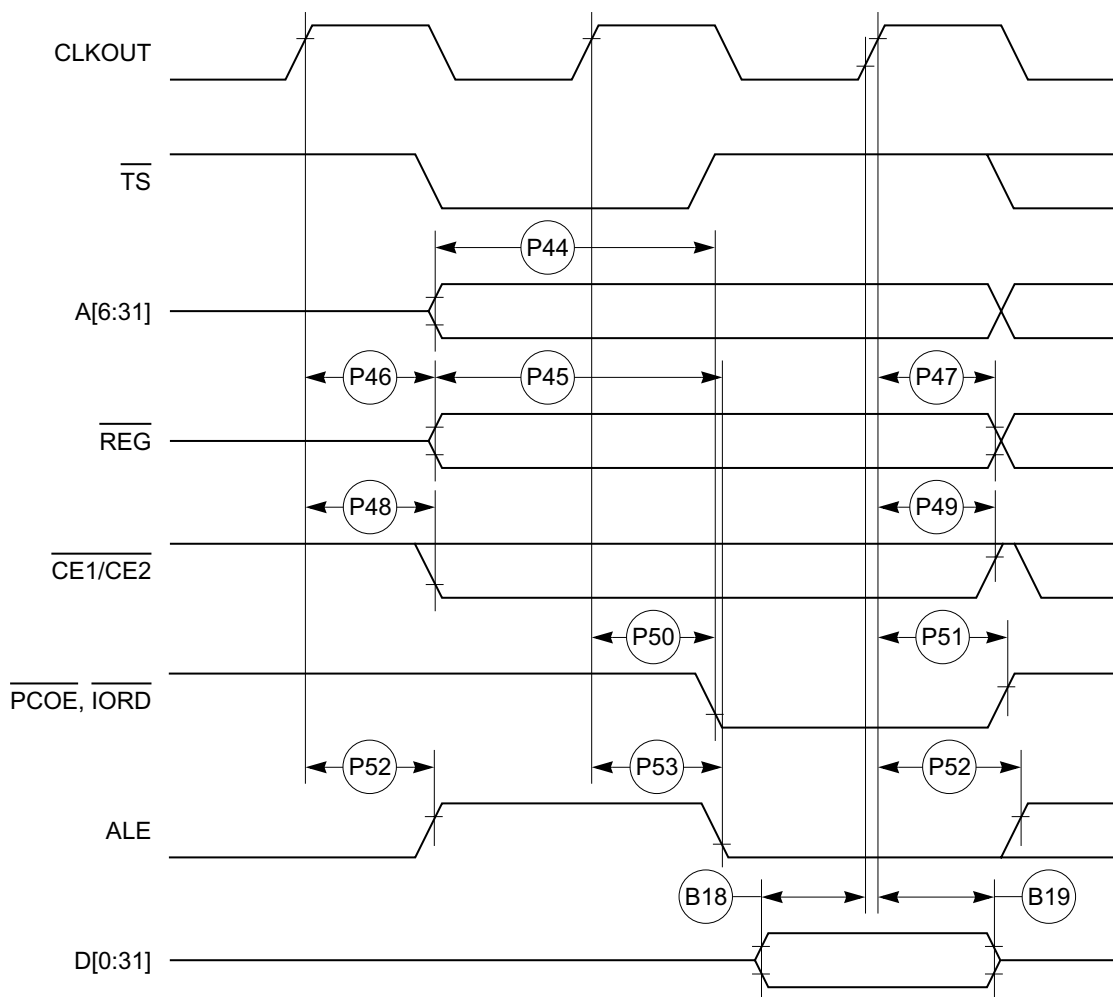 CLKOUT
TS
P44
A[6:31]
P46 P45 P47
REG
P48 P49
CE1/CE2
P50 P51
PCOE, IORD
P52 P53 P52
ALE
B18 B19
D[0:31]